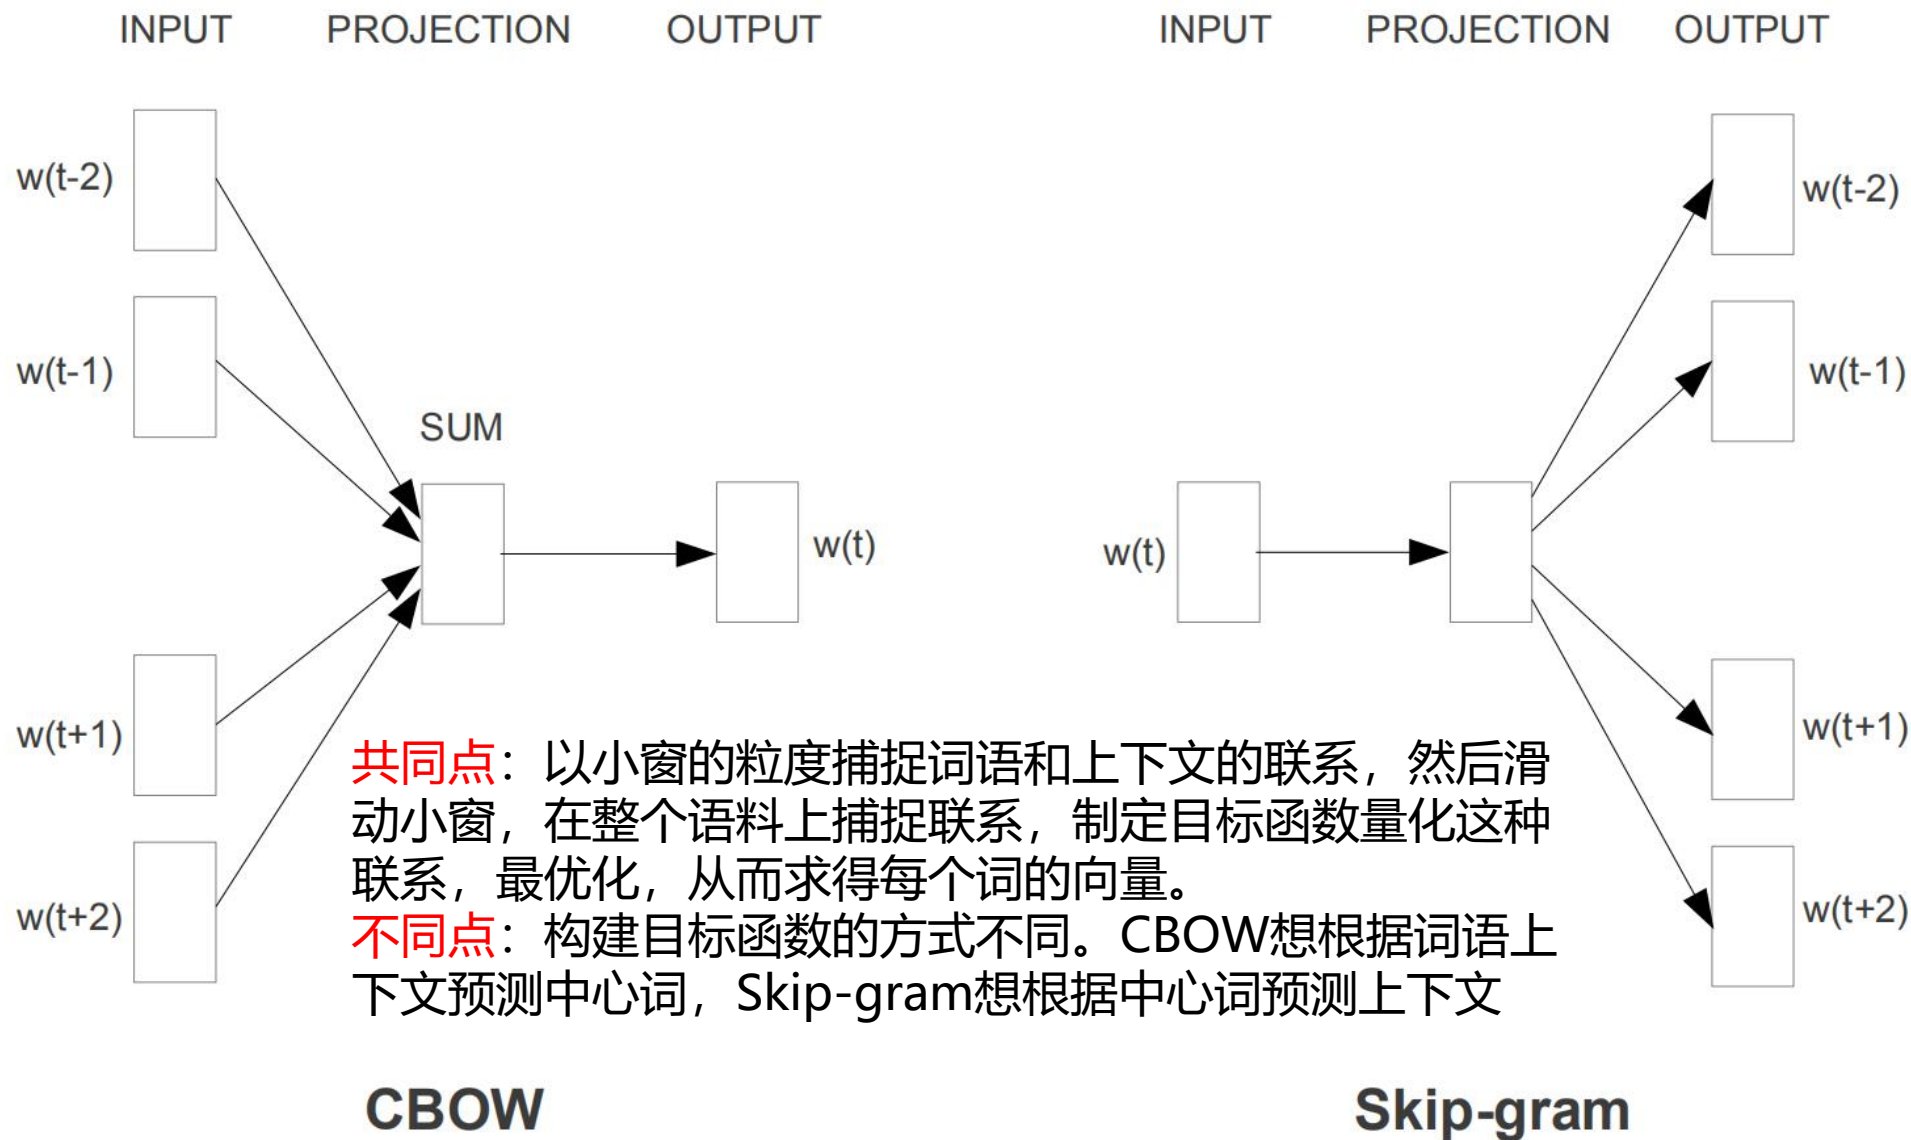 INPUT PROJECTION OUTPUT
w(t-2)
w(t-1)
SUM
w(t)
w(t+1)
w(t+2)
INPUT PROJECTION OUTPUT
w(t-2)
w(t-1)
w(t)
w(t+1)
w(t+2)
共同点：以小窗的粒度捕捉词语和上下文的联系，然后滑
动小窗，在整个语料上捕捉联系，制定目标函数量化这种
联系，最优化，从而求得每个词的向量。
不同点：构建目标函数的方式不同。CBOW想根据词语上
下文预测中心词，Skip-gram想根据中心词预测上下文
CBOW
Skip-gram